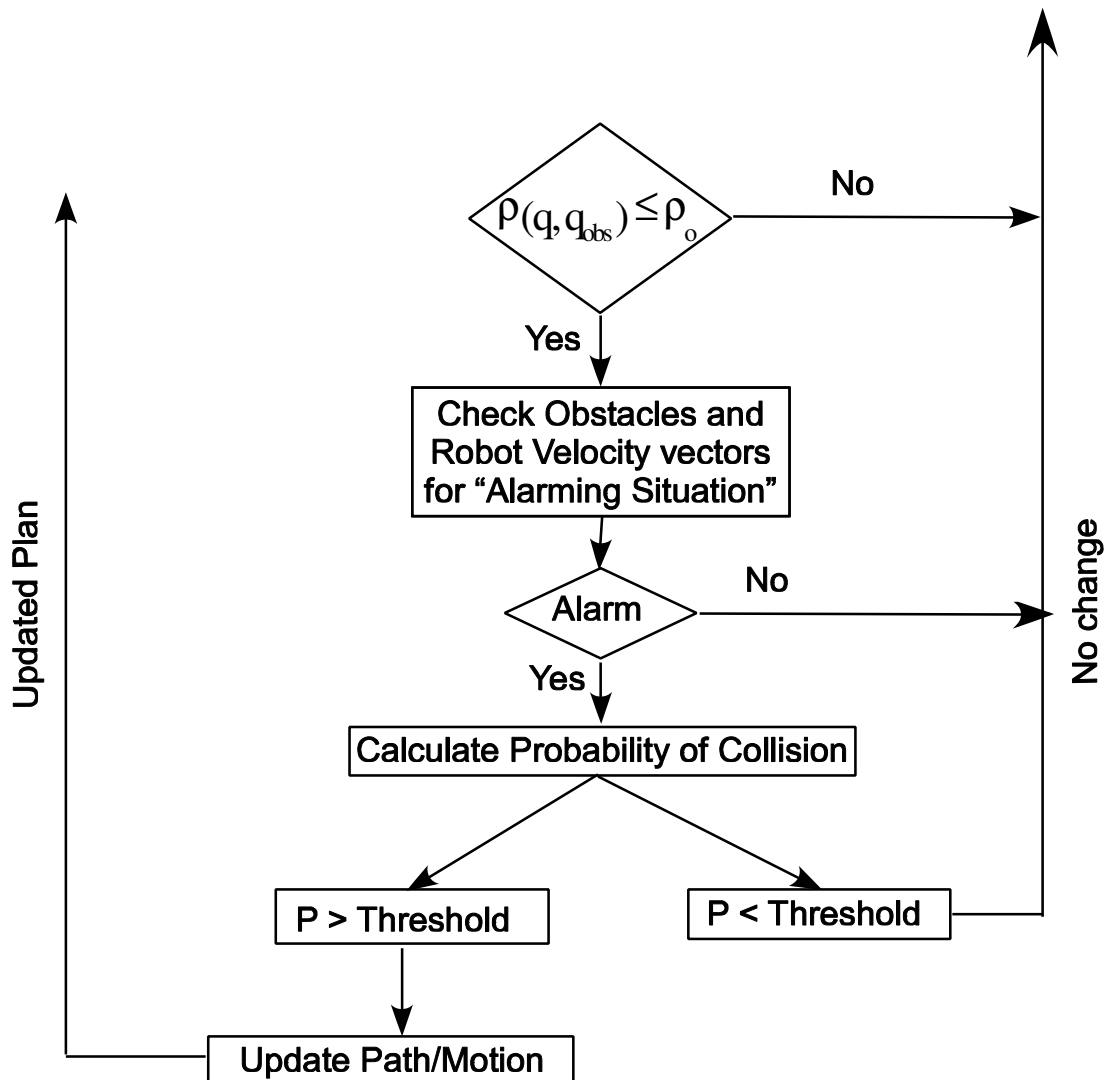 No
ρ(q, qobs) ≤ ρo
Yes
Check Obstacles and
Robot Velocity vectors
for “Alarming Situation”
Updated Plan
No
Alarm
No change
Yes
Calculate Probability of Collision
P > Threshold
P < Threshold
Update Path/Motion